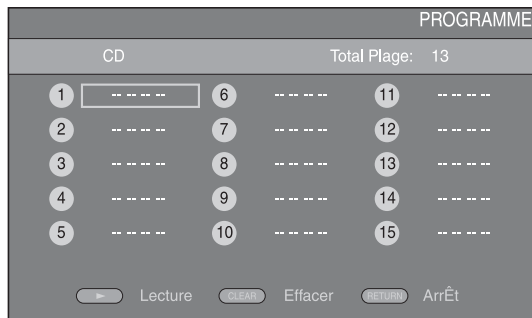 PROGRAMME
CD Total Plage: 13
1 -- -- -- -- 6 -- -- -- -- 11 -- -- -- --
2 -- -- -- -- 7 -- -- -- -- 12 -- -- -- --
3 -- -- -- -- 8 -- -- -- -- 13 -- -- -- --
4 -- -- -- -- 9 -- -- -- -- 14 -- -- -- --
5 -- -- -- -- 10 -- -- -- -- 15 -- -- -- --
Lecture CLEAR Effacer RETURN ArrÊt